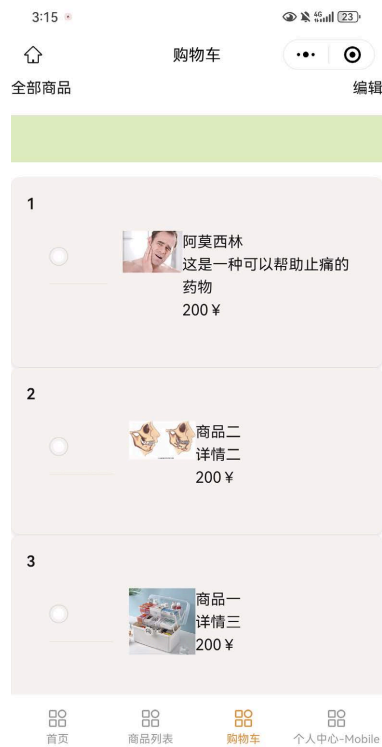 3:15
4G
23
购物车
全部商品
编辑
1
阿莫西林
这是一种可以帮助止痛的
药物
200￥
2
商品二
详情二
200￥
3
商品一
详情三
200￥
首页
商品列表
购物车
个人中心-Mobile